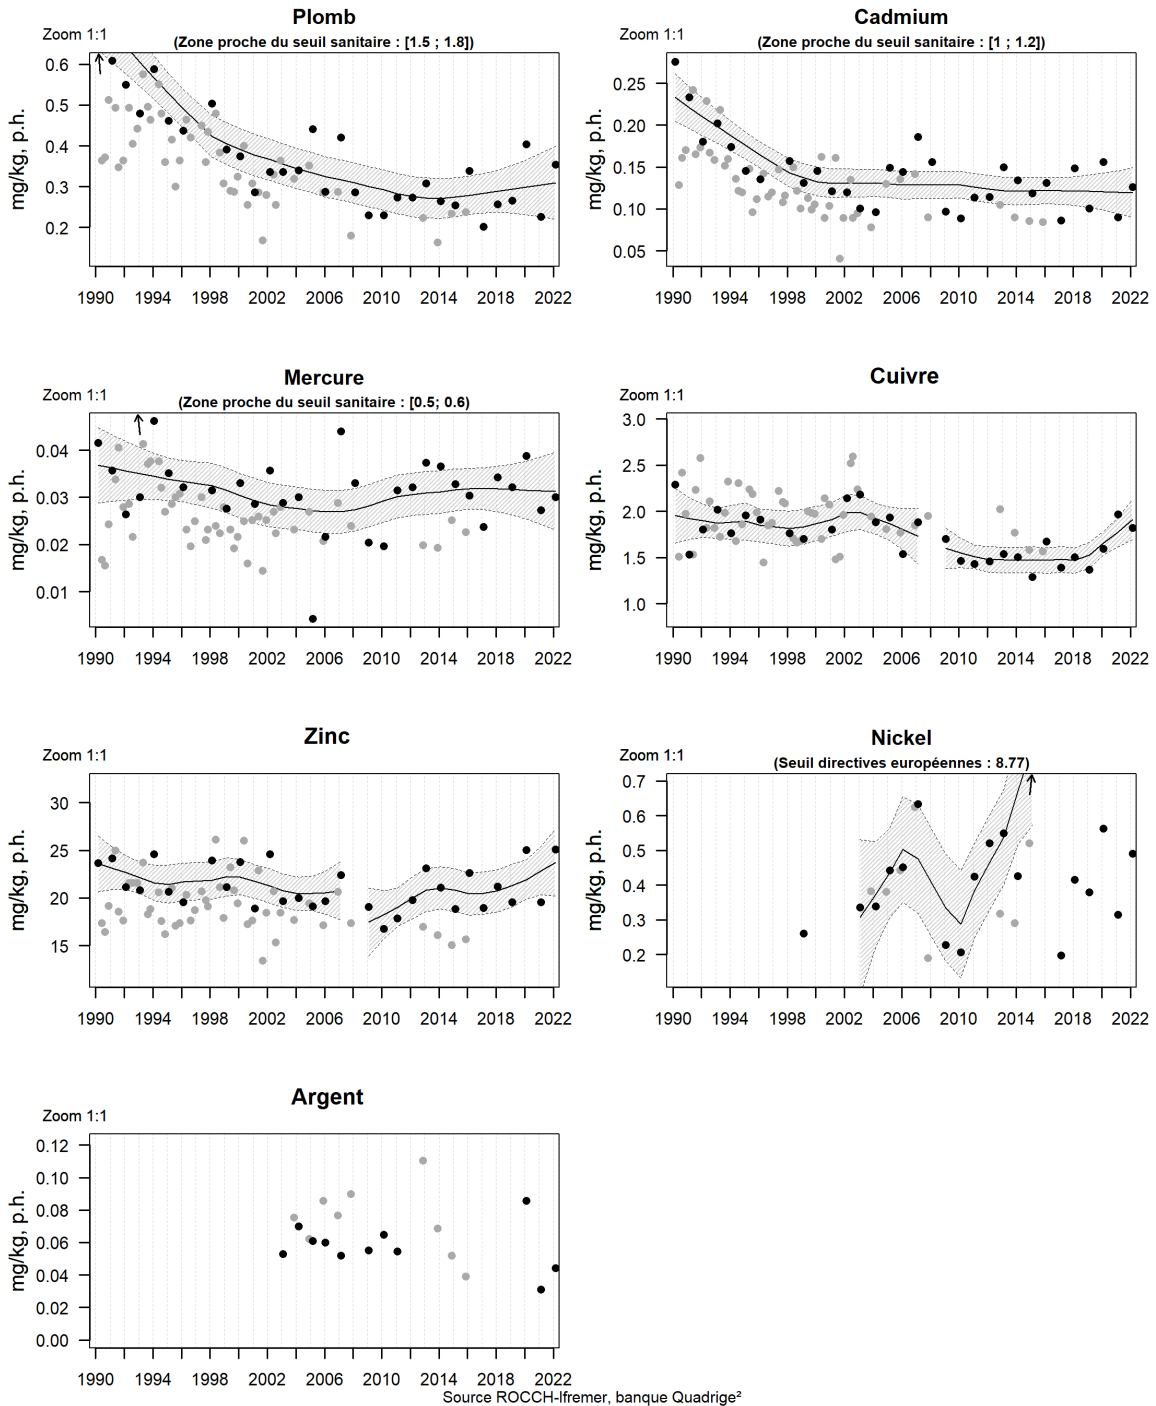 Plomb
Zoom 1:1
(Zone proche du seuil sanitaire : [1.5 ; 1.8])
mg/kg, p.h.
0.6
0.5
0.4
0.3
0.2
1990 1994 1998 2002 2006 2010 2014 2018 2022
Cadmium
Zoom 1:1
(Zone proche du seuil sanitaire : [1 ; 1.2])
mg/kg, p.h.
0.25
0.20
0.15
0.10
0.05
1990 1994 1998 2002 2006 2010 2014 2018 2022
Mercure
Zoom 1:1
(Zone proche du seuil sanitaire : [0.5; 0.6)
mg/kg, p.h.
0.04
0.03
0.02
0.01
1990 1994 1998 2002 2006 2010 2014 2018 2022
Cuivre
Zoom 1:1
mg/kg, p.h.
3.0
2.5
2.0
1.5
1.0
1990 1994 1998 2002 2006 2010 2014 2018 2022
Zinc
Zoom 1:1
mg/kg, p.h.
30
25
20
15
1990 1994 1998 2002 2006 2010 2014 2018 2022
Nickel
Zoom 1:1
(Seuil directives européennes : 8.77)
mg/kg, p.h.
0.7
0.6
0.5
0.4
0.3
0.2
1990 1994 1998 2002 2006 2010 2014 2018 2022
Argent
Zoom 1:1
mg/kg, p.h.
0.12
0.10
0.08
0.06
0.04
0.02
0.00
1990 1994 1998 2002 2006 2010 2014 2018 2022
Source ROCCH-Ifremer, banque Quadrige²